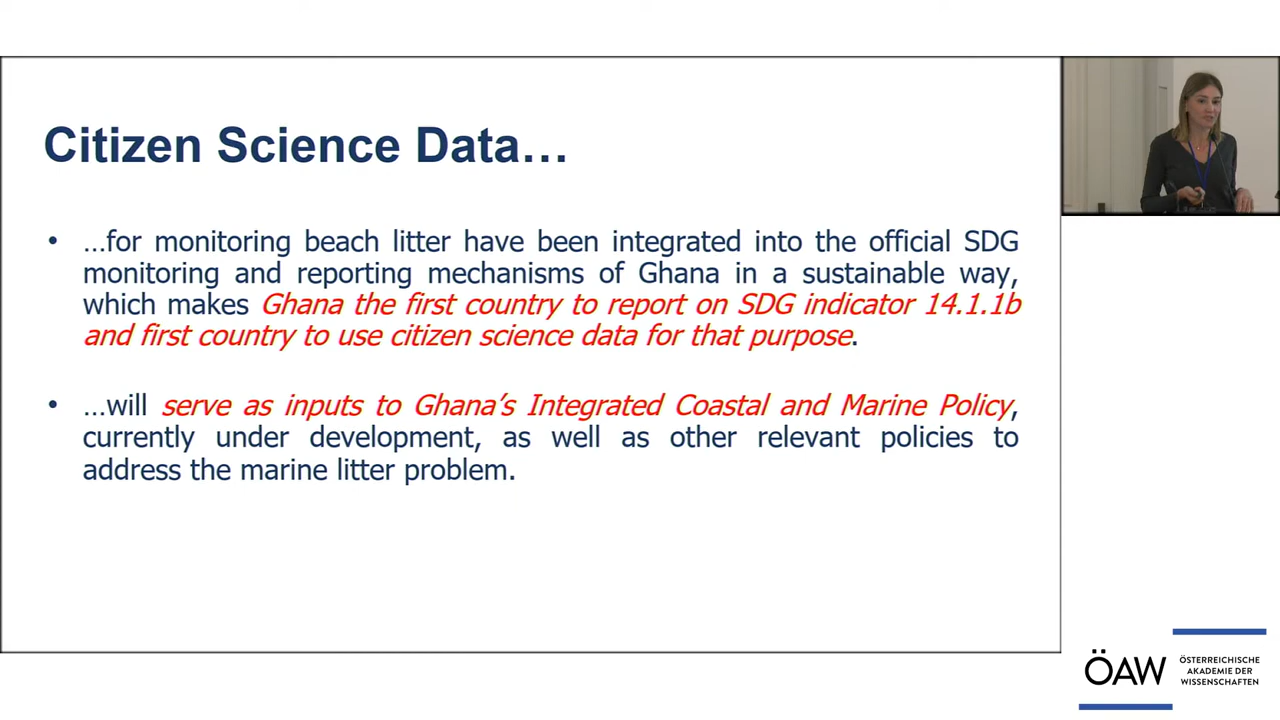 Citizen Science Data…
• …for monitoring beach litter have been integrated into the official SDG
monitoring and reporting mechanisms of Ghana in a sustainable way,
which makes Ghana the first country to report on SDG indicator 14.1.1b
and first country to use citizen science data for that purpose.
• …will serve as inputs to Ghana’s Integrated Coastal and Marine Policy,
currently under development, as well as other relevant policies to
address the marine litter problem.
ÖAW
ÖSTERREICHISCHE
AKADEMIE DER
WISSENSCHAFTEN